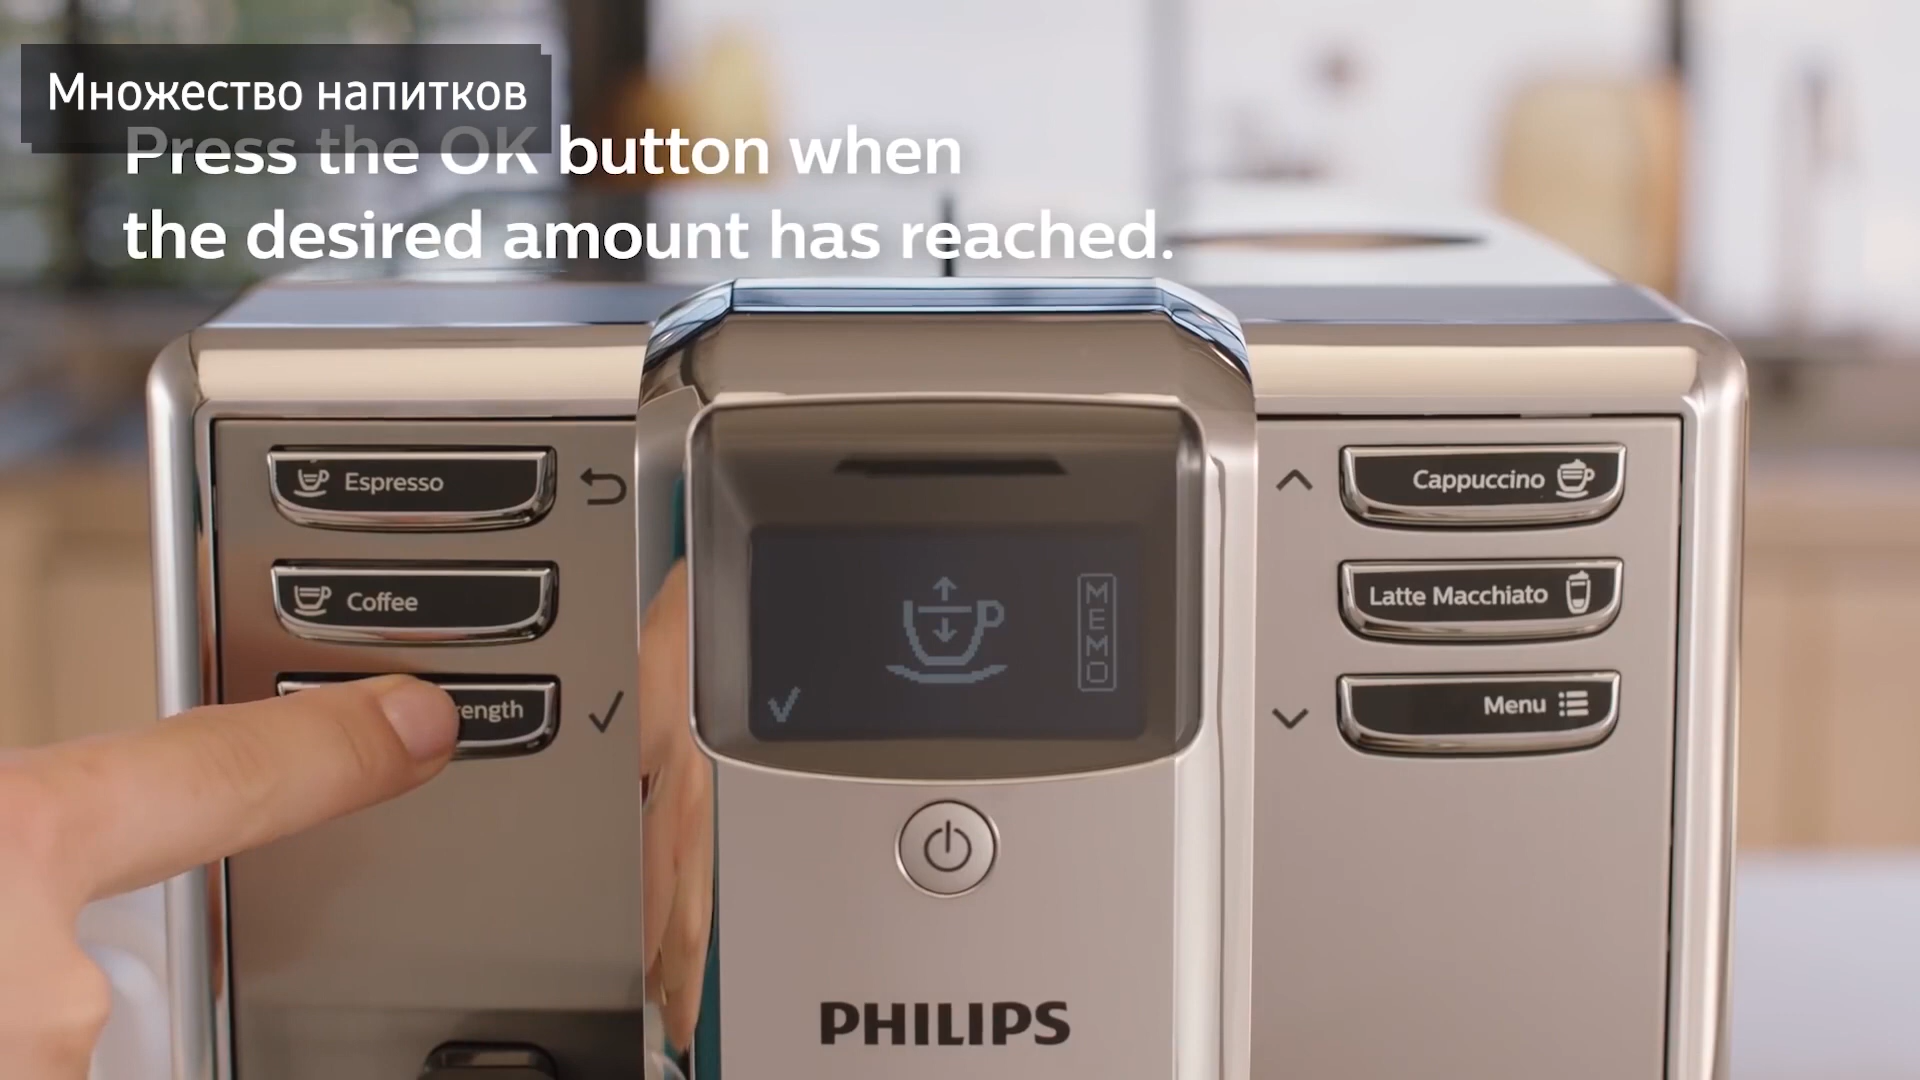 Множество напитков
Press the OK button when
the desired amount has reached.
Espresso
Coffee
Cappuccino
Latte Macchiato
Menu
MEMO
PHILIPS